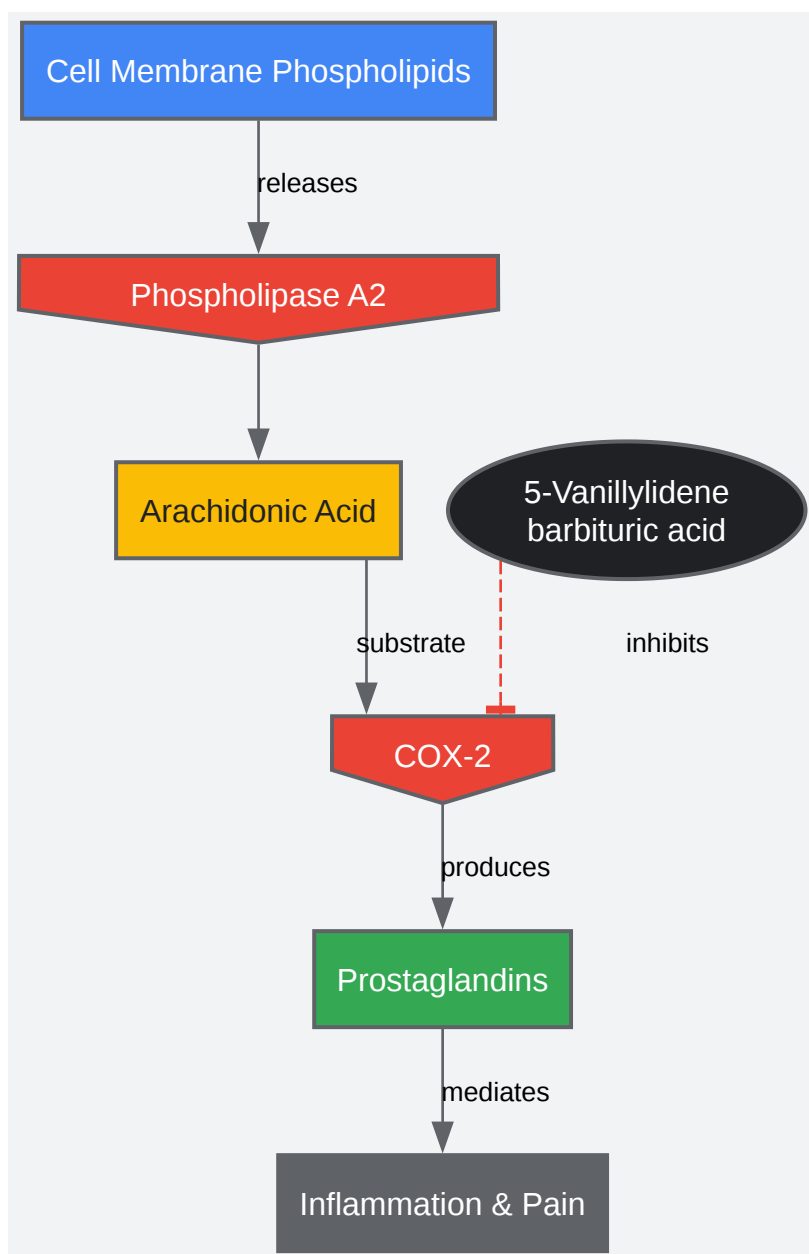 Cell Membrane Phospholipids
releases
Phospholipase A2
Arachidonic Acid
5-Vanillylidene
barbituric acid
substrate
inhibits
COX-2
produces
Prostaglandins
mediates
Inflammation & Pain